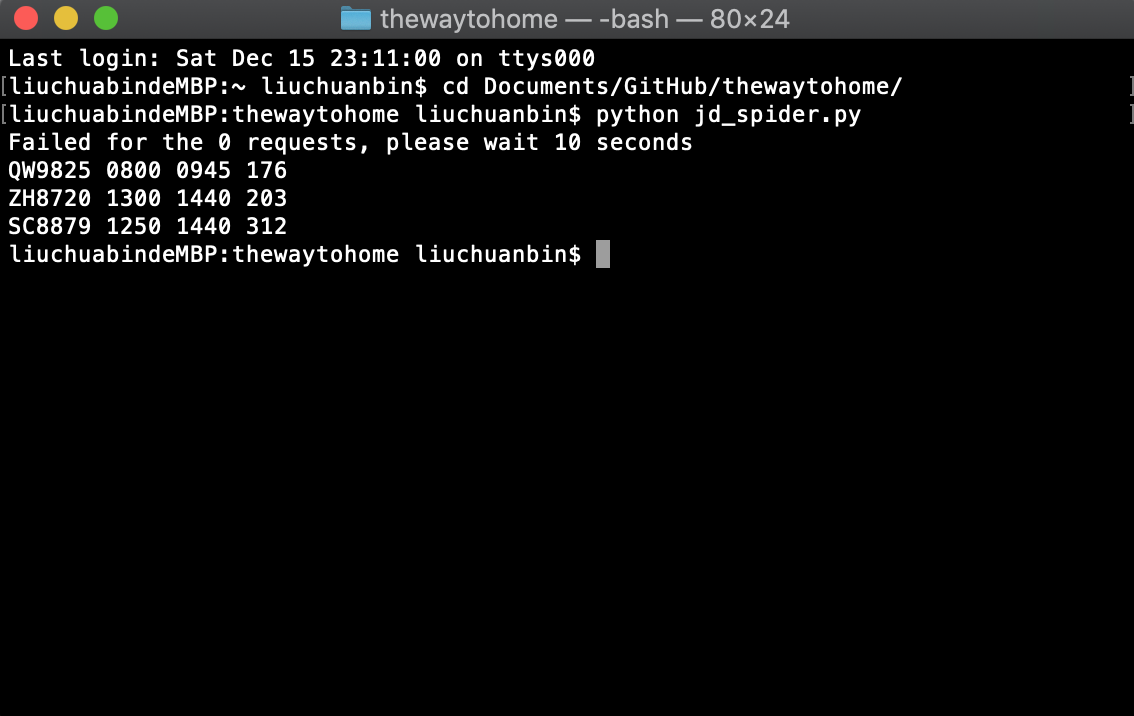 thewaytohome — -bash — 80×24
Last login: Sat Dec 15 23:11:00 on ttys000
[liuchuabindeMBP:~ liuchuanbin$ cd Documents/GitHub/thewaytohome/ ]
[liuchuabindeMBP:thewaytohome liuchuanbin$ python jd_spider.py ]
Failed for the 0 requests, please wait 10 seconds
QW9825 0800 0945 176
ZH8720 1300 1440 203
SC8879 1250 1440 312
liuchuabindeMBP:thewaytohome liuchuanbin$